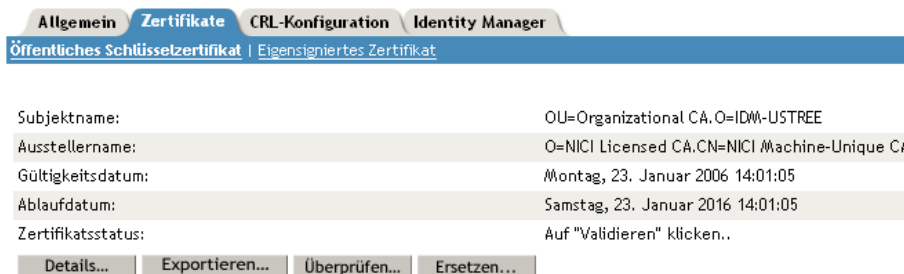 Allgemein Zertifikate CRL-Konfiguration Identity Manager
Öffentliches Schlüsselzertifikat | Eigensigniertes Zertifikat
Subjektname: OU=Organizational CA.O=IDM-USTREE
Ausstellername: O=NICI Licensed CA.CN=NICI Machine-Unique CA
Gültigkeitsdatum: Montag, 23. Januar 2006 14:01:05
Ablaufdatum: Samstag, 23. Januar 2016 14:01:05
Zertifikatsstatus: Auf "Validieren" klicken..
Details... Exportieren... Überprüfen... Ersetzen...